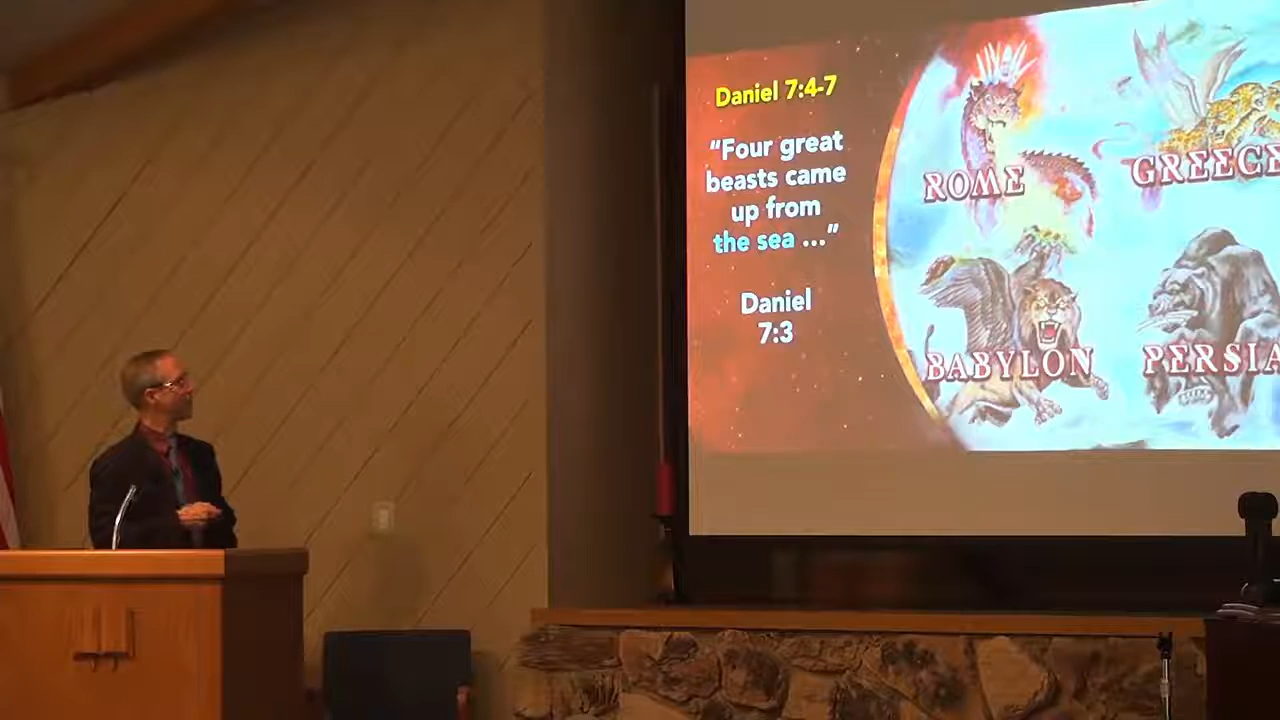 Daniel 7:4-7
“Four great
beasts came
up from
the sea ...”
Daniel
7:3
ROME
GREECE
BABYLON
PERSIA